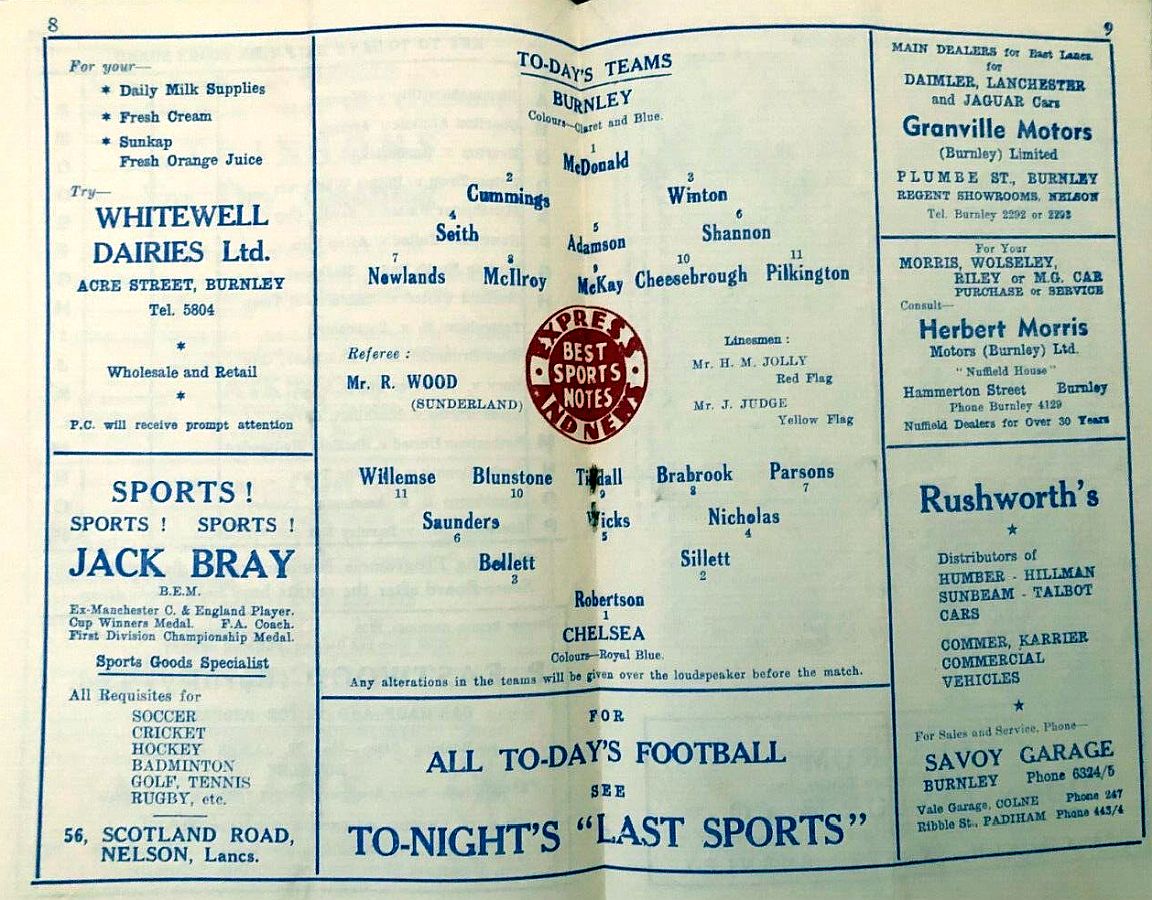 8
For your—
* Daily Milk Supplies
* Fresh Cream
* Sunkap
Fresh Orange Juice
Try—
WHITEWELL
DAIRIES Ltd.
ACRE STREET, BURNLEY
Tel. 5804
*
Wholesale and Retail
*
P.C. will receive prompt attention
SPORTS !
SPORTS ! SPORTS !
JACK BRAY
B.E.M.
Ex-Manchester C. & England Player.
Cup Winners Medal. F.A. Coach.
First Division Championship Medal.
Sports Goods Specialist
All Requisites for
SOCCER
CRICKET
HOCKEY
BADMINTON
GOLF, TENNIS
RUGBY, etc.
56, SCOTLAND ROAD,
NELSON, Lancs.
TO-DAY'S TEAMS
BURNLEY
Colours—Claret and Blue.
1
McDonald
2 3
Cummings Winton
4 5 6
Seith Adamson Shannon
7 8 9 10 11
Newlands McIlroy McKay Cheesebrough Pilkington
Referee :
Mr. R. WOOD
(SUNDERLAND)
EXPRESS
BEST
SPORTS
NOTES
AND NEWS
Linesmen :
Mr. H. M. JOLLY
Red Flag
Mr. J. JUDGE
Yellow Flag
Willemse Blunstone Tindall Brabrook Parsons
11 10 9 8 7
Saunders Wicks Nicholas
6 5 4
Bellett Sillett
3 2
Robertson
1
CHELSEA
Colours—Royal Blue.
Any alterations in the teams will be given over the loudspeaker before the match.
FOR
ALL TO-DAY'S FOOTBALL
SEE
TO-NIGHT'S "LAST SPORTS"
9
MAIN DEALERS for East Lancs.
for
DAIMLER, LANCHESTER
and JAGUAR Cars
Granville Motors
(Burnley) Limited
PLUMBE ST., BURNLEY
REGENT SHOWROOMS, NELSON
Tel. Burnley 2292 or 2293
For Your
MORRIS, WOLSELEY,
RILEY or M.G. CAR
PURCHASE or SERVICE
Consult—
Herbert Morris
Motors (Burnley) Ltd.
"Nuffield House"
Hammerton Street Burnley
Phone Burnley 4129
Nuffield Dealers for Over 30 Years
Rushworth's
★
Distributors of
HUMBER - HILLMAN
SUNBEAM - TALBOT
CARS
COMMER, KARRIER
COMMERCIAL
VEHICLES
★
For Sales and Service, Phone—
SAVOY GARAGE
BURNLEY Phone 6324/5
Vale Garage, COLNE Phone 247
Ribble St., PADIHAM Phone 443/4